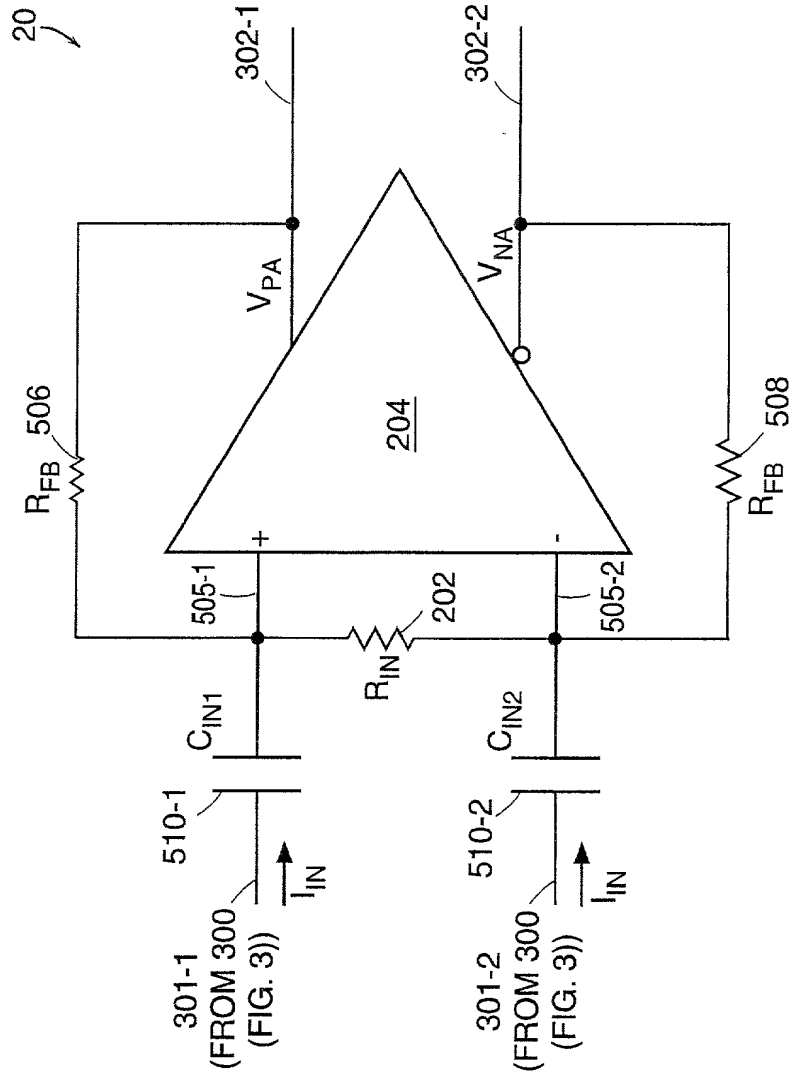 20
302-1
302-2
506
R_FB
V_PA
V_NA
204
508
R_FB
+
-
505-1
505-2
202
R_IN
C_IN1
C_IN2
510-1
510-2
I_IN
I_IN
301-1
(FROM 300
(FIG. 3))
301-2
(FROM 300
(FIG. 3))